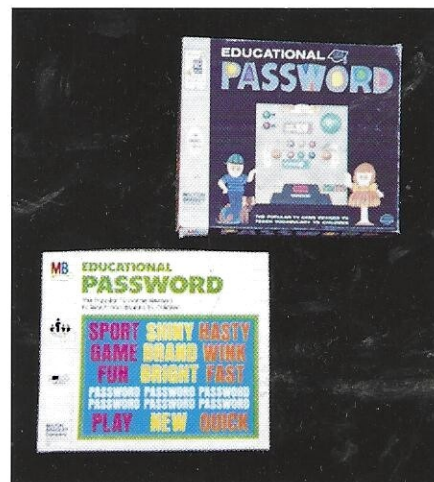 EDUCATIONAL
PASSWORD
THE POPULAR TV GAME DEVISED TO
TEACH VOCABULARY TO CHILDREN
MB
EDUCATIONAL
PASSWORD
SPORT SHINY HASTY
GAME BRAND WINK
FUN BRIGHT FAST
PASSWORD PASSWORD PASSWORD
PASSWORD PASSWORD PASSWORD
PLAY NEW QUICK